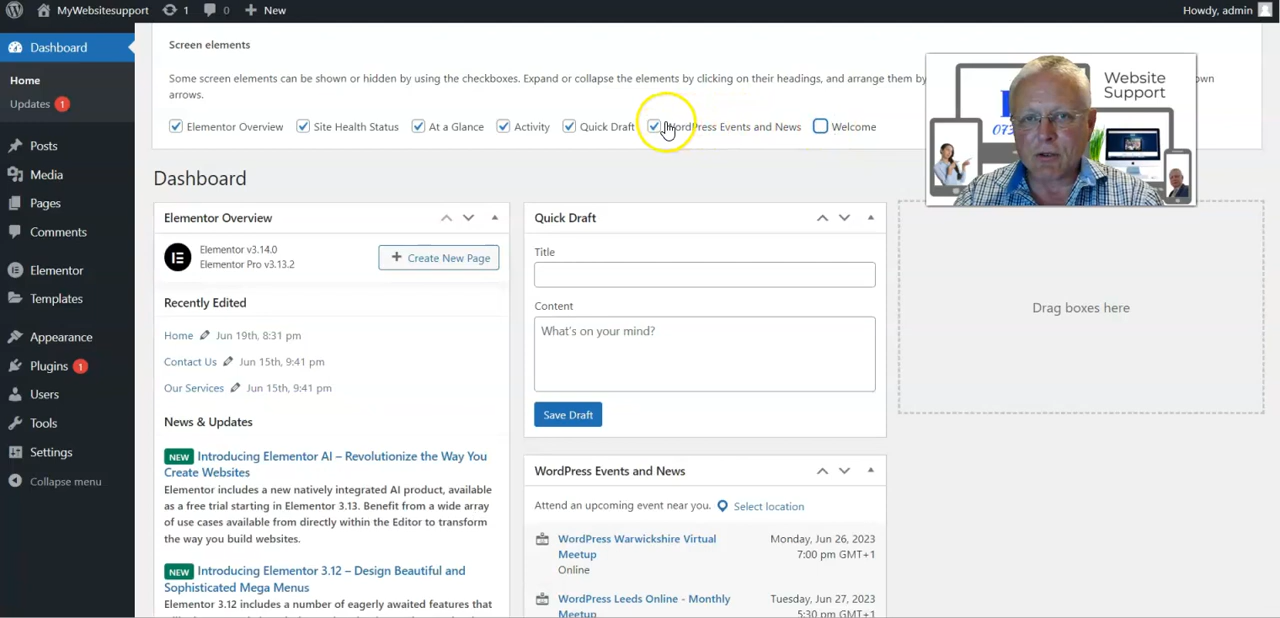 MyWebsitesupport
1
0
New
Howdy, admin
Dashboard
Home
Updates 1
Posts
Media
Pages
Comments
Elementor
Templates
Appearance
Plugins 1
Users
Tools
Settings
Collapse menu
Screen elements
Some screen elements can be shown or hidden by using the checkboxes. Expand or collapse the elements by clicking on their headings, and arrange them by
arrows.
Elementor Overview
Site Health Status
At a Glance
Activity
Quick Draft
WordPress Events and News
Welcome
Website
Support
Dashboard
Elementor Overview
Elementor v3.14.0
Elementor Pro v3.13.2
Create New Page
Recently Edited
Home Jun 19th, 8:31 pm
Contact Us Jun 15th, 9:41 pm
Our Services Jun 15th, 9:41 pm
News & Updates
NEW Introducing Elementor AI – Revolutionize the Way You
Create Websites
Elementor includes a new natively integrated AI product, available
as a free trial starting in Elementor 3.13. Benefit from a wide array
of use cases available from directly within the Editor to transform
the way you build websites.
NEW Introducing Elementor 3.12 – Design Beautiful and
Sophisticated Mega Menus
Elementor 3.12 includes a number of eagerly awaited features that
Quick Draft
Title
Content
What's on your mind?
Save Draft
WordPress Events and News
Attend an upcoming event near you. Select location
WordPress Warwickshire Virtual
Meetup
Online
Monday, Jun 26, 2023
7:00 pm GMT+1
WordPress Leeds Online - Monthly
Meetup
Tuesday, Jun 27, 2023
5:30 pm GMT+1
Drag boxes here